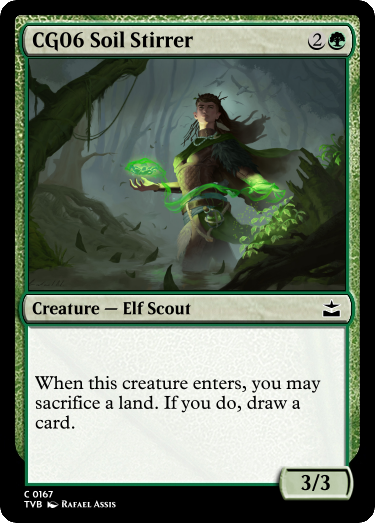 CG06 Soil Stirrer 2
Creature — Elf Scout
When this creature enters, you may
sacrifice a land. If you do, draw a
card.
3/3
C 0167
TVB Rafael Assis